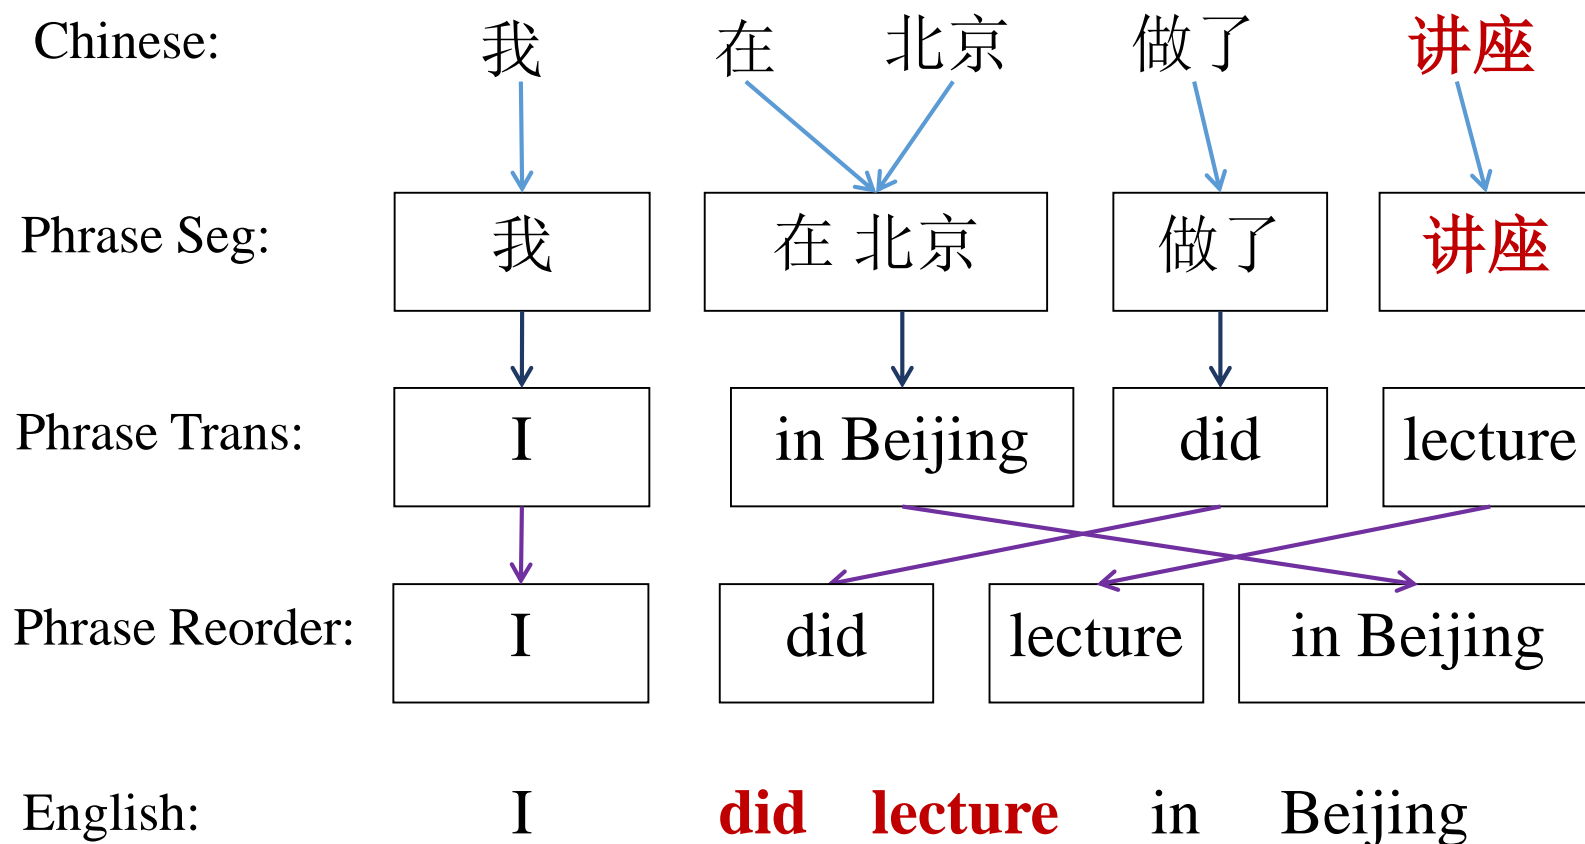 Chinese: 我 在 北京 做了 讲座
Phrase Seg: 我 在 北京 做了 讲座
Phrase Trans: I in Beijing did lecture
Phrase Reorder: I did lecture in Beijing
English: I did lecture in Beijing